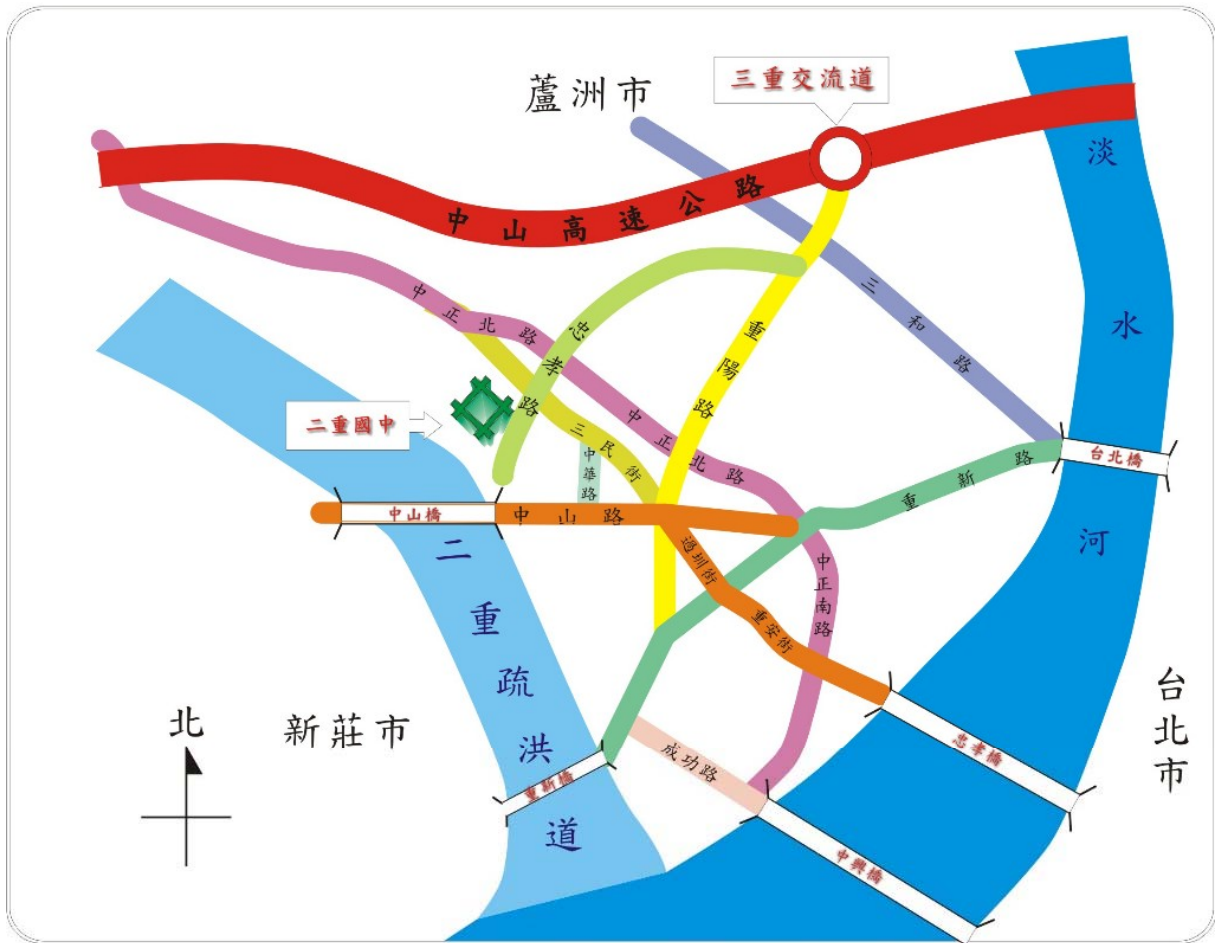 三重交流道
蘆洲市
淡水河
中山高速公路
三和路
中正北路
忠孝路
重陽路
二重國中
三民街
中正北路
中華路
重新路
台北橋
中山橋
中山路
過圳街
中正南路
重安街
二重疏洪道
台北市
北
新莊市
成功路
忠孝橋
重新橋
中興橋